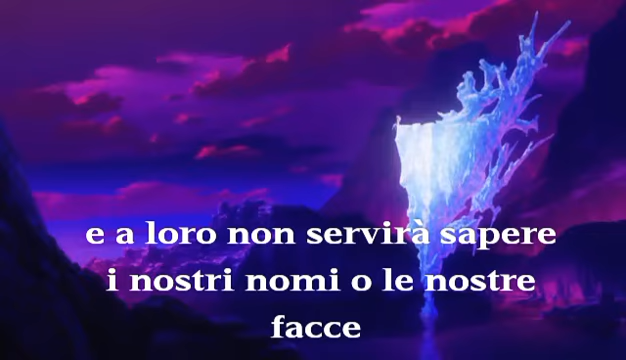 e a loro non servirà sapere
i nostri nomi o le nostre
facce